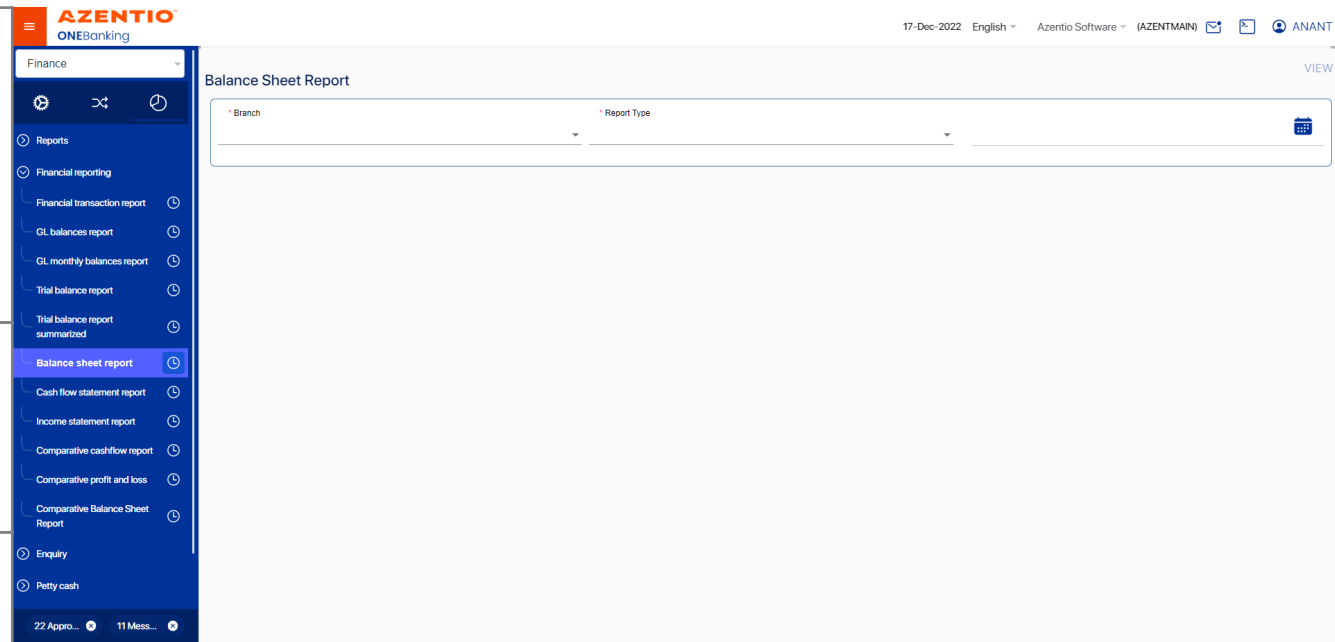 AZENTIO
ONEBanking
17-Dec-2022 English Azentio Software (AZENTMAIN) ANANT
Finance
VIEW
Balance Sheet Report
* Branch
* Report Type
Reports
Financial reporting
Financial transaction report
GL balances report
GL monthly balances report
Trial balance report
Trial balance report
summarized
Balance sheet report
Cash flow statement report
Income statement report
Comparative cashflow report
Comparative profit and loss
Comparative Balance Sheet
Report
Enquiry
Petty cash
22 Appro... 11 Mess...